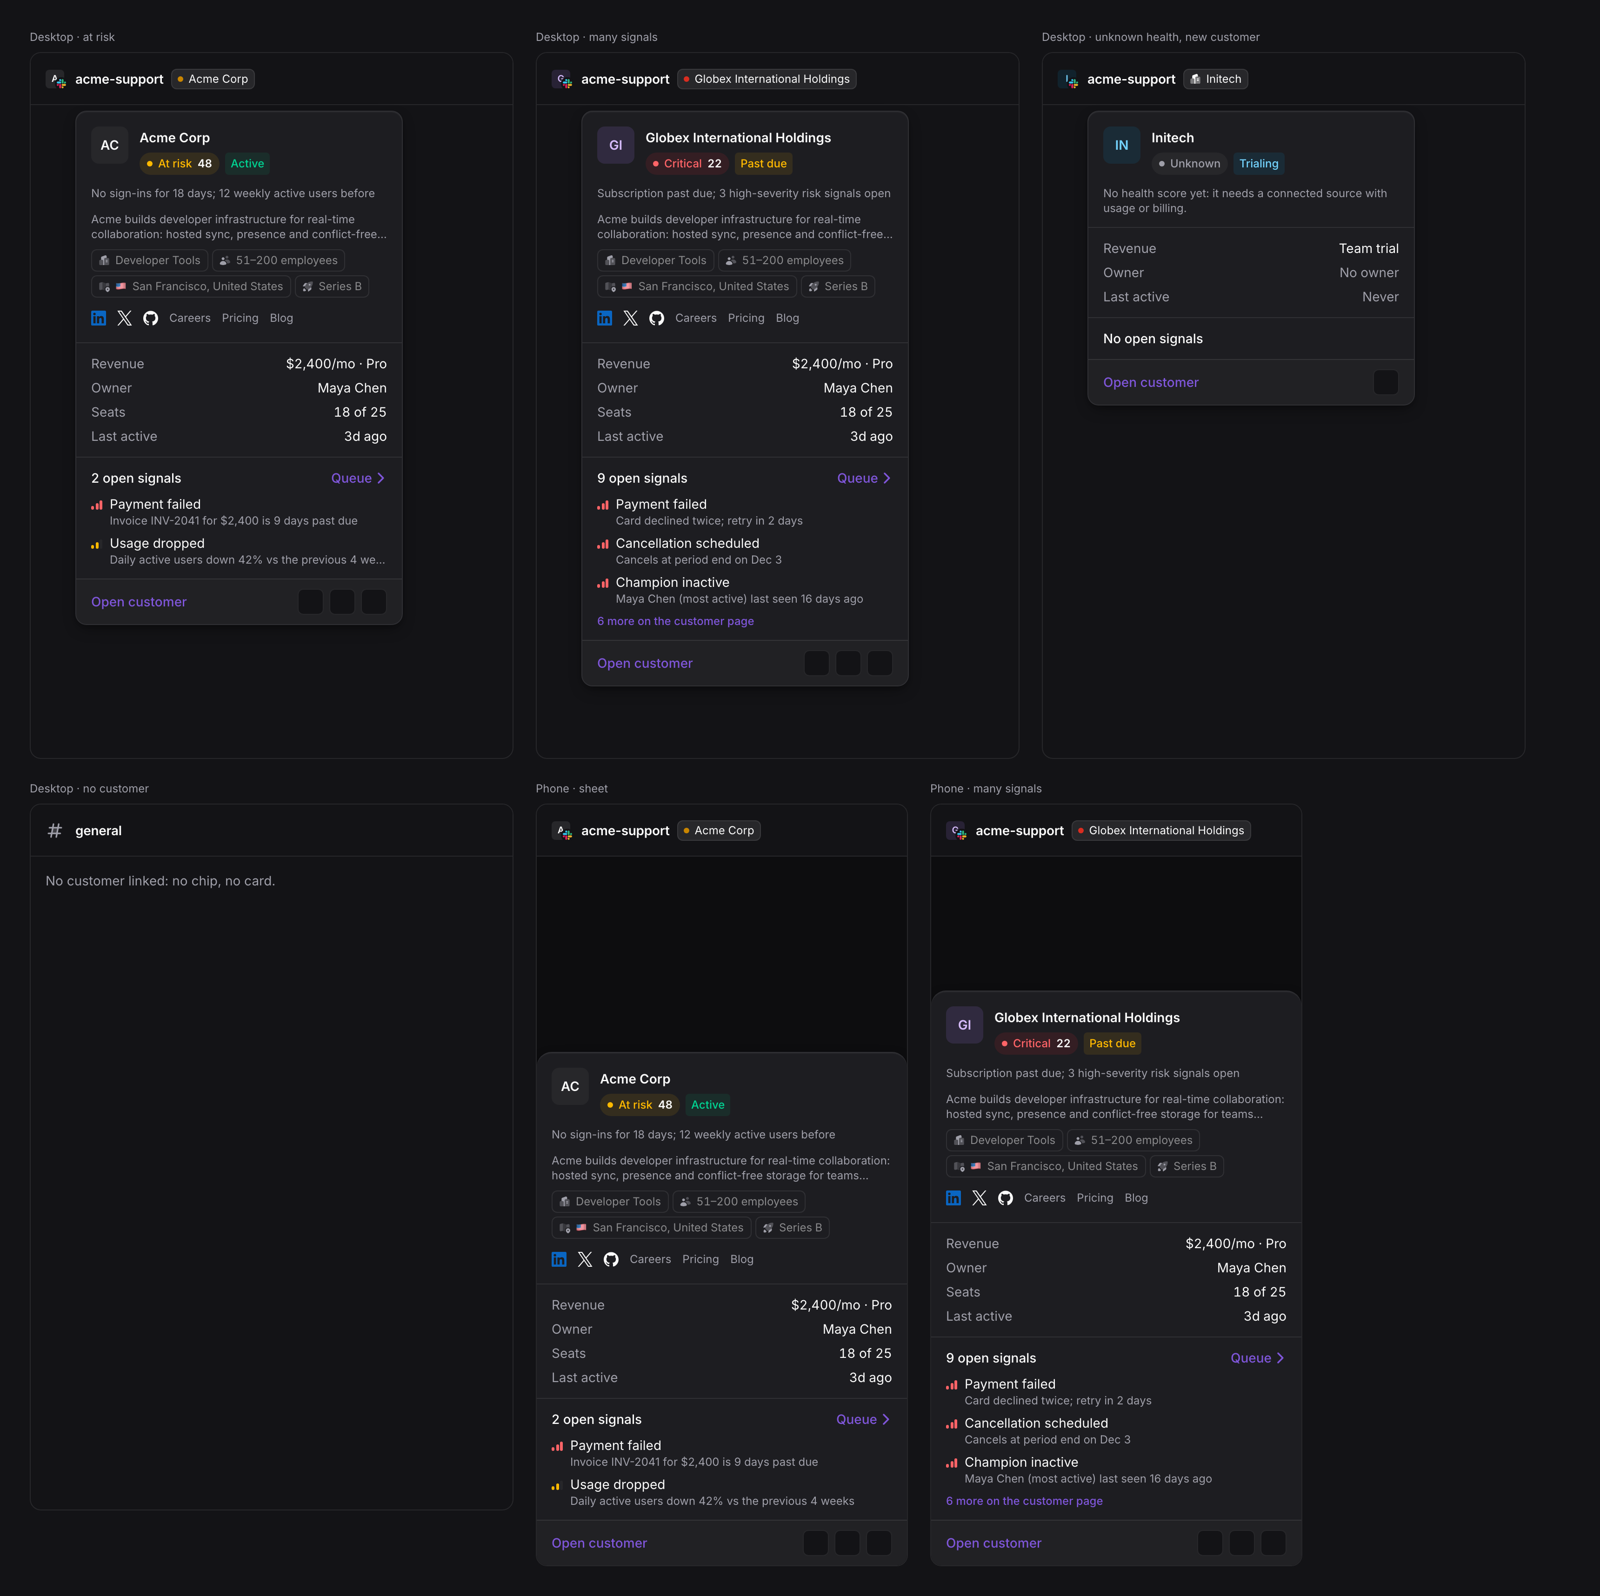 Desktop · at risk
acme-support
Acme Corp
AC
Acme Corp
At risk 48
Active
No sign-ins for 18 days; 12 weekly active users before
Acme builds developer infrastructure for real-time
collaboration: hosted sync, presence and conflict-free...
Developer Tools
51–200 employees
San Francisco, United States
Series B
Careers
Pricing
Blog
Revenue
$2,400/mo · Pro
Owner
Maya Chen
Seats
18 of 25
Last active
3d ago
2 open signals
Queue
Payment failed
Invoice INV-2041 for $2,400 is 9 days past due
Usage dropped
Daily active users down 42% vs the previous 4 we...
Open customer
Desktop · many signals
acme-support
Globex International Holdings
GI
Globex International Holdings
Critical 22
Past due
Subscription past due; 3 high-severity risk signals open
Acme builds developer infrastructure for real-time
collaboration: hosted sync, presence and conflict-free...
Developer Tools
51–200 employees
San Francisco, United States
Series B
Careers
Pricing
Blog
Revenue
$2,400/mo · Pro
Owner
Maya Chen
Seats
18 of 25
Last active
3d ago
9 open signals
Queue
Payment failed
Card declined twice; retry in 2 days
Cancellation scheduled
Cancels at period end on Dec 3
Champion inactive
Maya Chen (most active) last seen 16 days ago
6 more on the customer page
Open customer
Desktop · unknown health, new customer
acme-support
Initech
IN
Initech
Unknown
Trialing
No health score yet: it needs a connected source with
usage or billing.
Revenue
Team trial
Owner
No owner
Last active
Never
No open signals
Open customer
Desktop · no customer
general
No customer linked: no chip, no card.
Phone · sheet
acme-support
Acme Corp
AC
Acme Corp
At risk 48
Active
No sign-ins for 18 days; 12 weekly active users before
Acme builds developer infrastructure for real-time collaboration:
hosted sync, presence and conflict-free storage for teams...
Developer Tools
51–200 employees
San Francisco, United States
Series B
Careers
Pricing
Blog
Revenue
$2,400/mo · Pro
Owner
Maya Chen
Seats
18 of 25
Last active
3d ago
2 open signals
Queue
Payment failed
Invoice INV-2041 for $2,400 is 9 days past due
Usage dropped
Daily active users down 42% vs the previous 4 weeks
Open customer
Phone · many signals
acme-support
Globex International Holdings
GI
Globex International Holdings
Critical 22
Past due
Subscription past due; 3 high-severity risk signals open
Acme builds developer infrastructure for real-time collaboration:
hosted sync, presence and conflict-free storage for teams...
Developer Tools
51–200 employees
San Francisco, United States
Series B
Careers
Pricing
Blog
Revenue
$2,400/mo · Pro
Owner
Maya Chen
Seats
18 of 25
Last active
3d ago
9 open signals
Queue
Payment failed
Card declined twice; retry in 2 days
Cancellation scheduled
Cancels at period end on Dec 3
Champion inactive
Maya Chen (most active) last seen 16 days ago
6 more on the customer page
Open customer